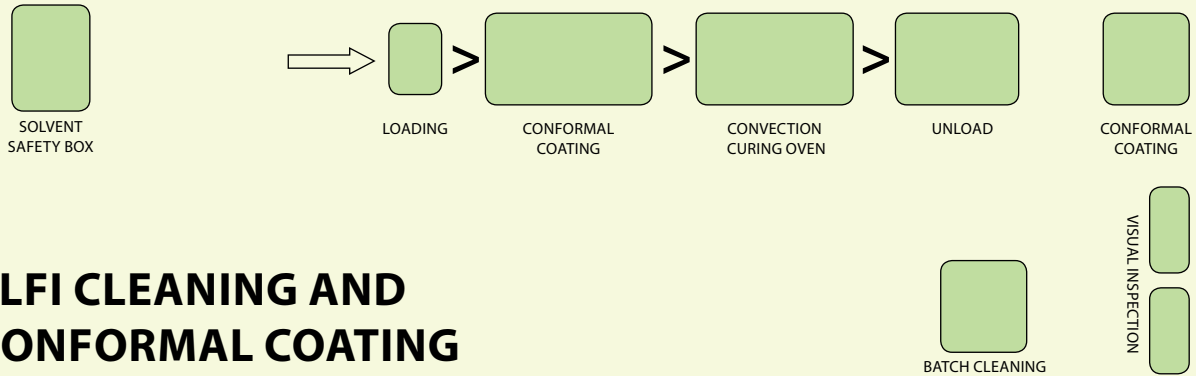 SOLVENT
SAFETY BOX
LOADING
CONFORMAL
COATING
CONVECTION
CURING OVEN
UNLOAD
CONFORMAL
COATING
VISUAL INSPECTION
LFI CLEANING AND
ONFORMAL COATING
BATCH CLEANING